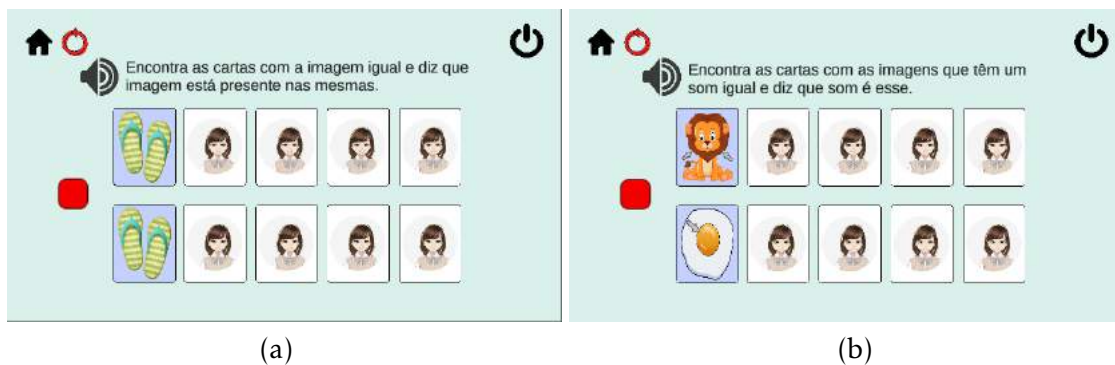 Encontra as cartas com a imagem igual e diz que
imagem está presente nas mesmas.
Encontra as cartas com as imagens que têm um
som igual e diz que som é esse.
(a)
(b)